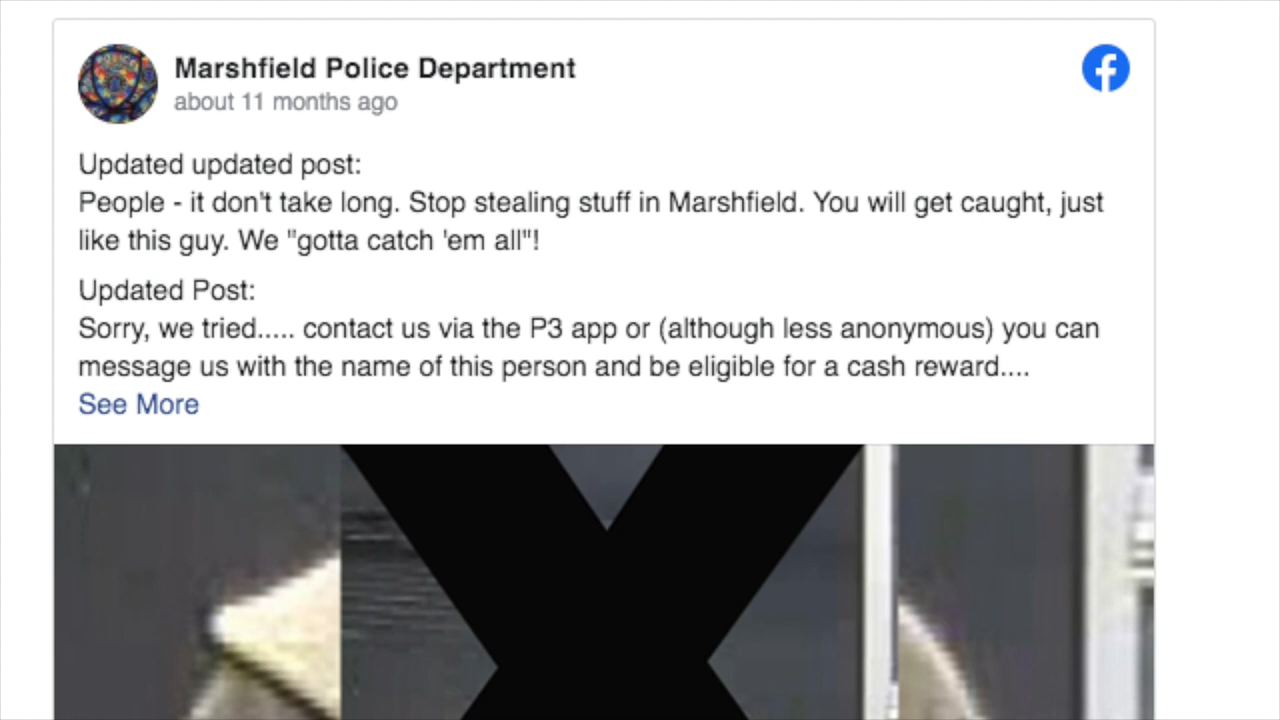 Marshfield Police Department
about 11 months ago
Updated updated post:
People - it don't take long. Stop stealing stuff in Marshfield. You will get caught, just
like this guy. We "gotta catch 'em all"!
Updated Post:
Sorry, we tried..... contact us via the P3 app or (although less anonymous) you can
message us with the name of this person and be eligible for a cash reward....
See More